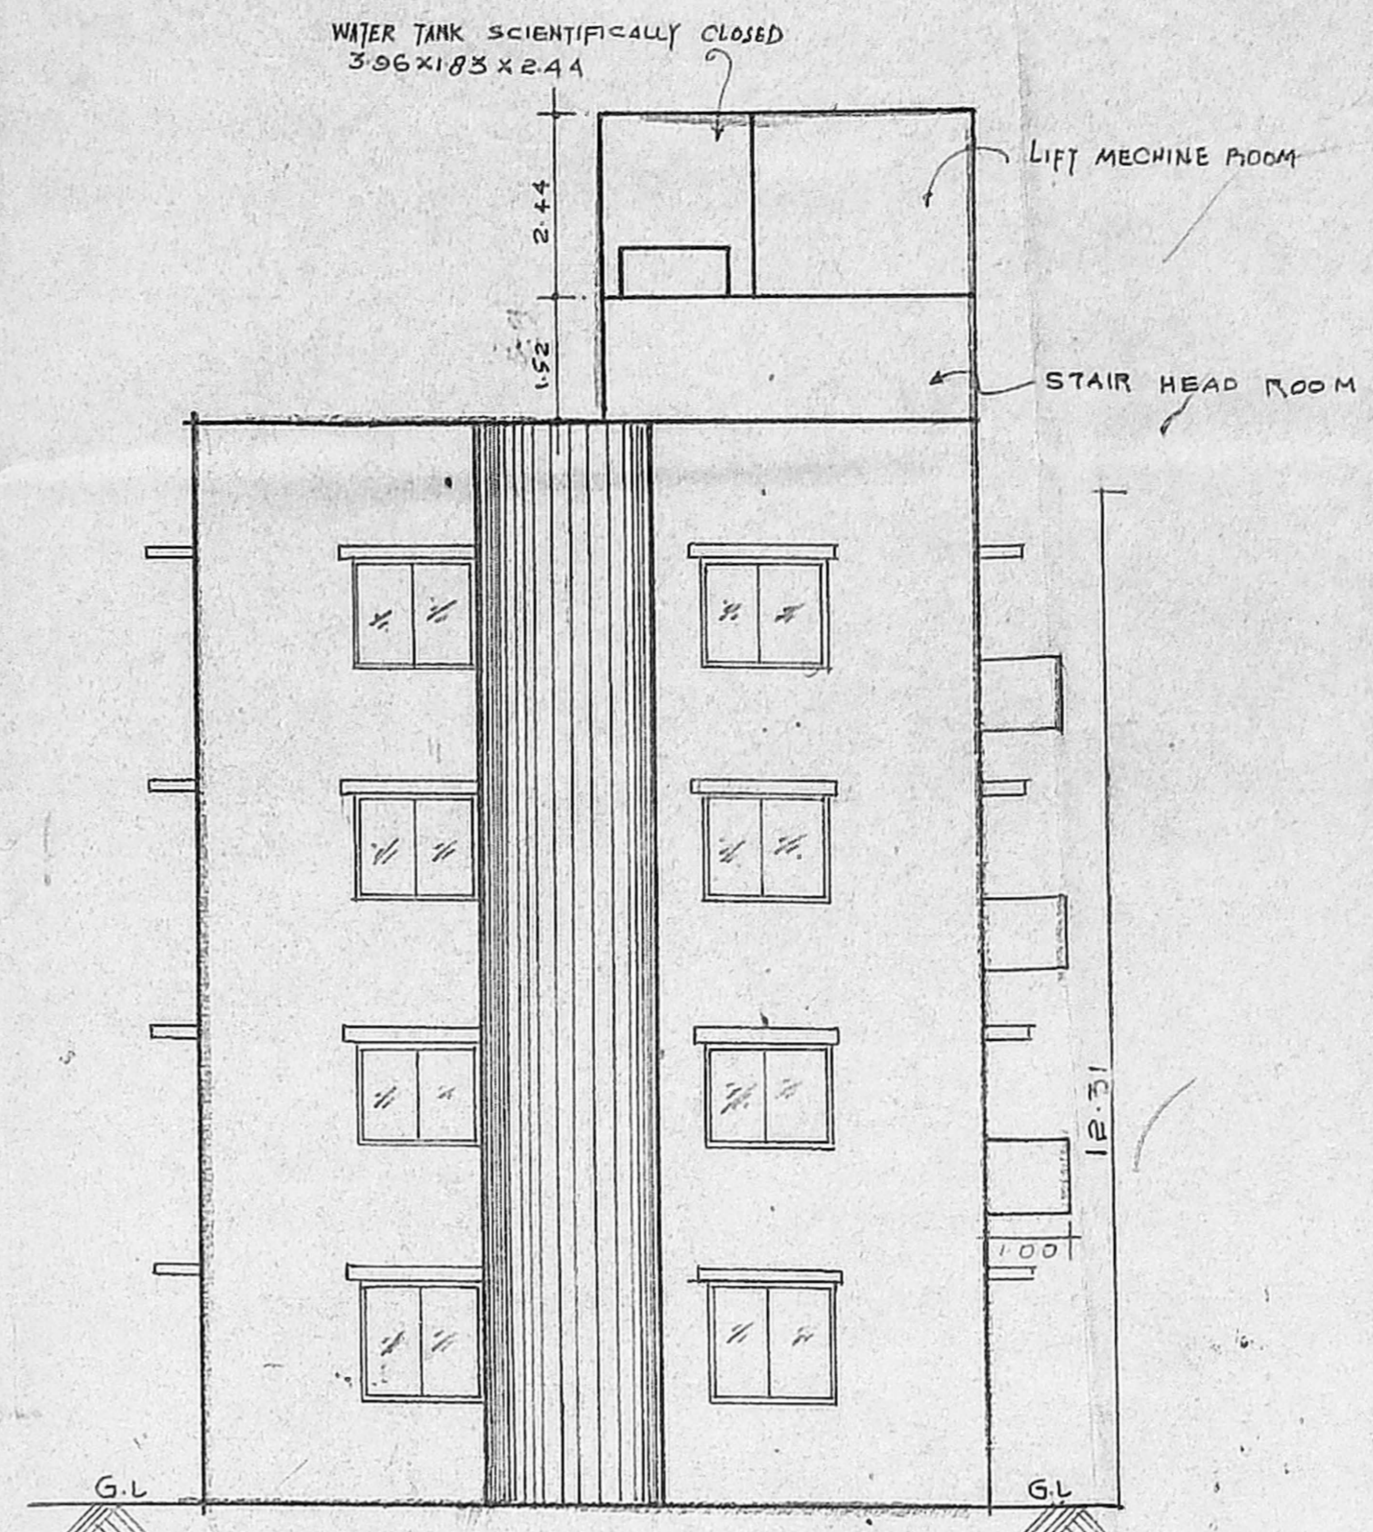 WATER TANK SCIENTIFICALLY CLOSED
3.96X1.83X2.44
LIFT MECHINE ROOM
2.44
1.52
STAIR HEAD ROOM
12.31
1.00
G.L
G.L